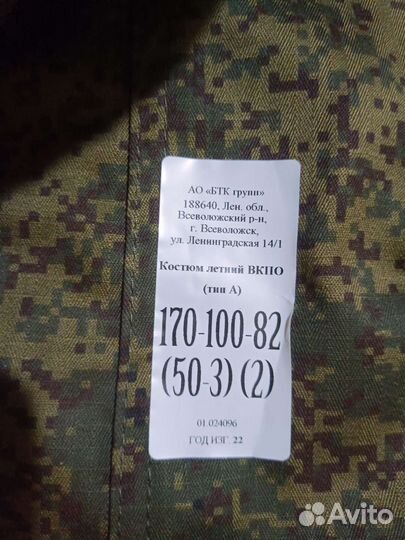 АО «БТК групп»
188640, Лен. обл.,
Всеволожский р-н,
г. Всеволожск,
ул. Ленинградская 14/1
Костюм летний ВКПО
(тип А)
170-100-82
(50-3) (2)
01.024096
ГОД ИЗГ. 22
Avito